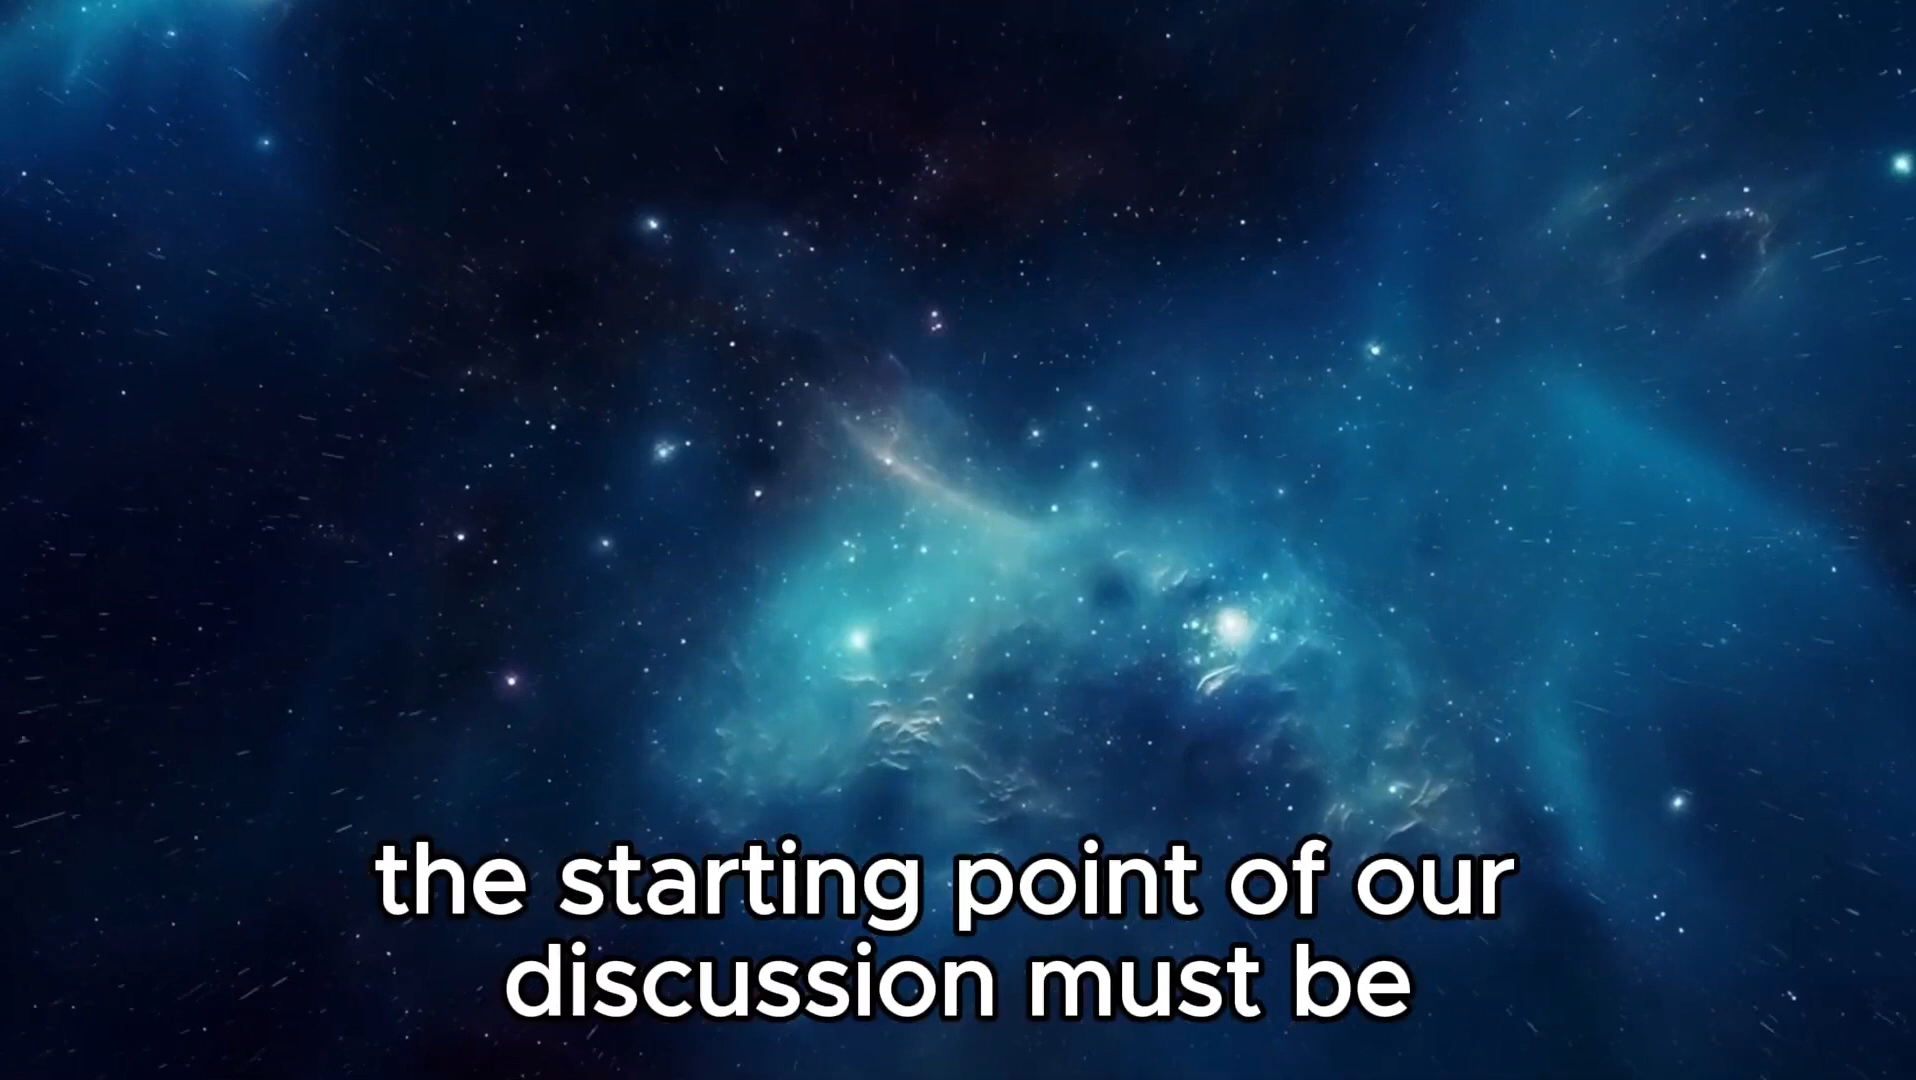 the starting point of our
discussion must be